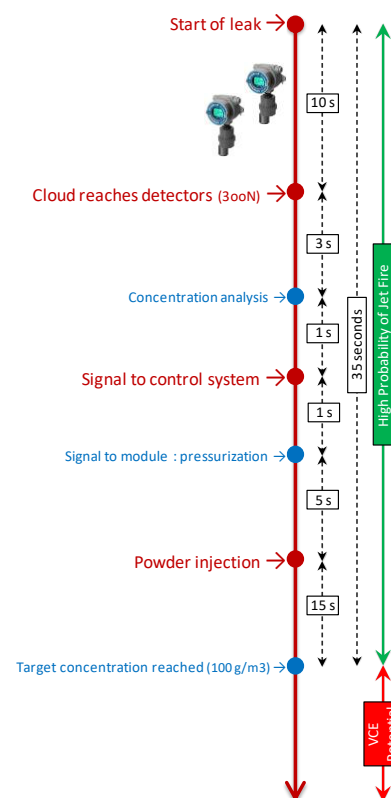 Start of leak
10 s
Cloud reaches detectors (3ooN)
3 s
Concentration analysis
1 s
Signal to control system
1 s
Signal to module : pressurization
5 s
Powder injection
15 s
Target concentration reached (100 g/m3)
35 seconds
High Probability of Jet Fire
VCE
Potential